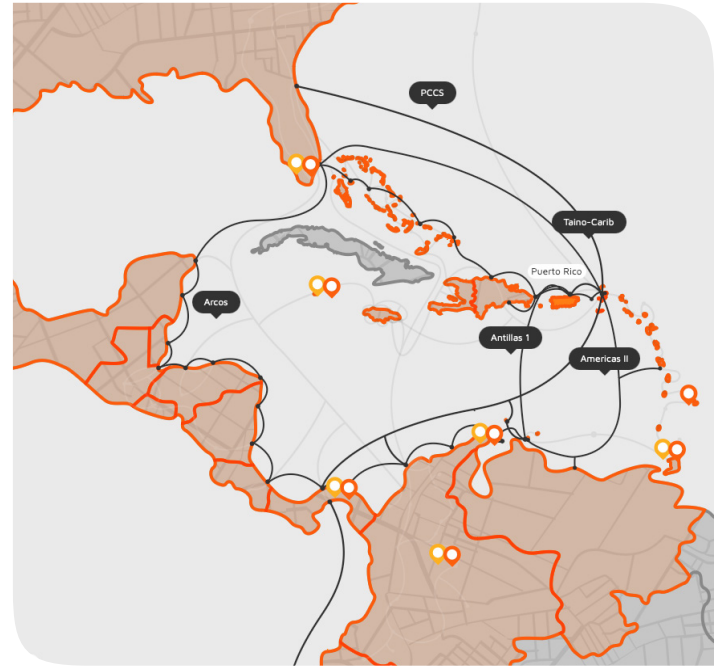 PCCS
Taino-Carib
Puerto Rico
Arcos
Antillas 1
Americas II